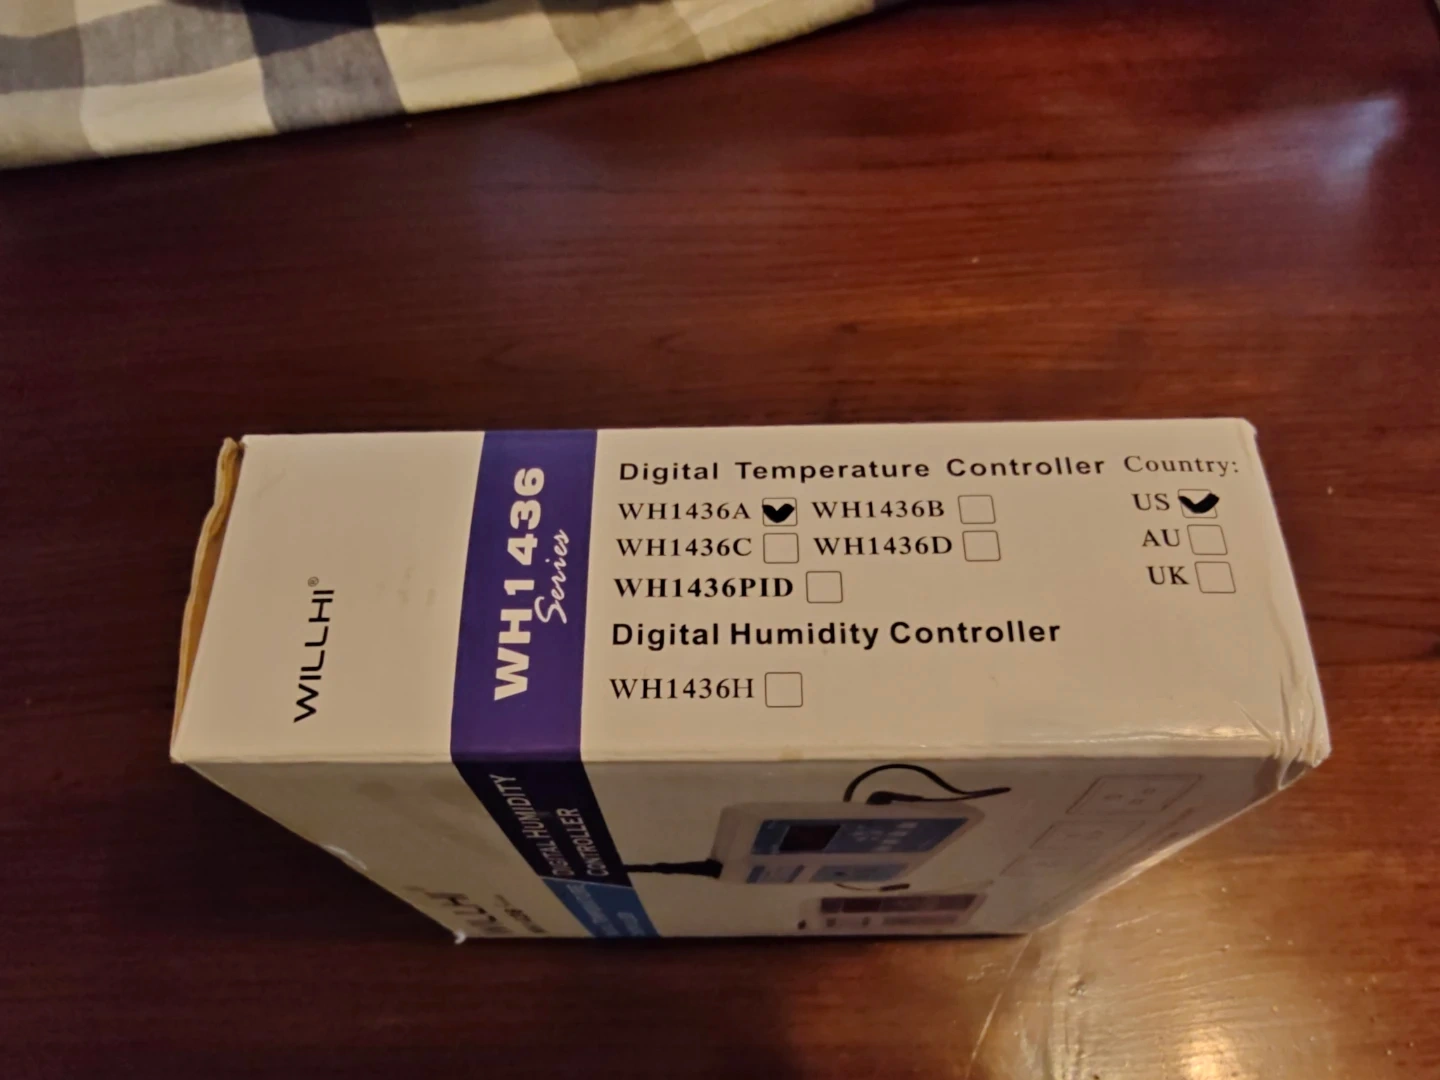 WILLHI®
WH1436
Series
Digital Temperature Controller
WH1436A WH1436B
WH1436C WH1436D
WH1436PID
Digital Humidity Controller
WH1436H
Country:
US
AU
UK
DIGITAL HUMIDITY
CONTROLLER